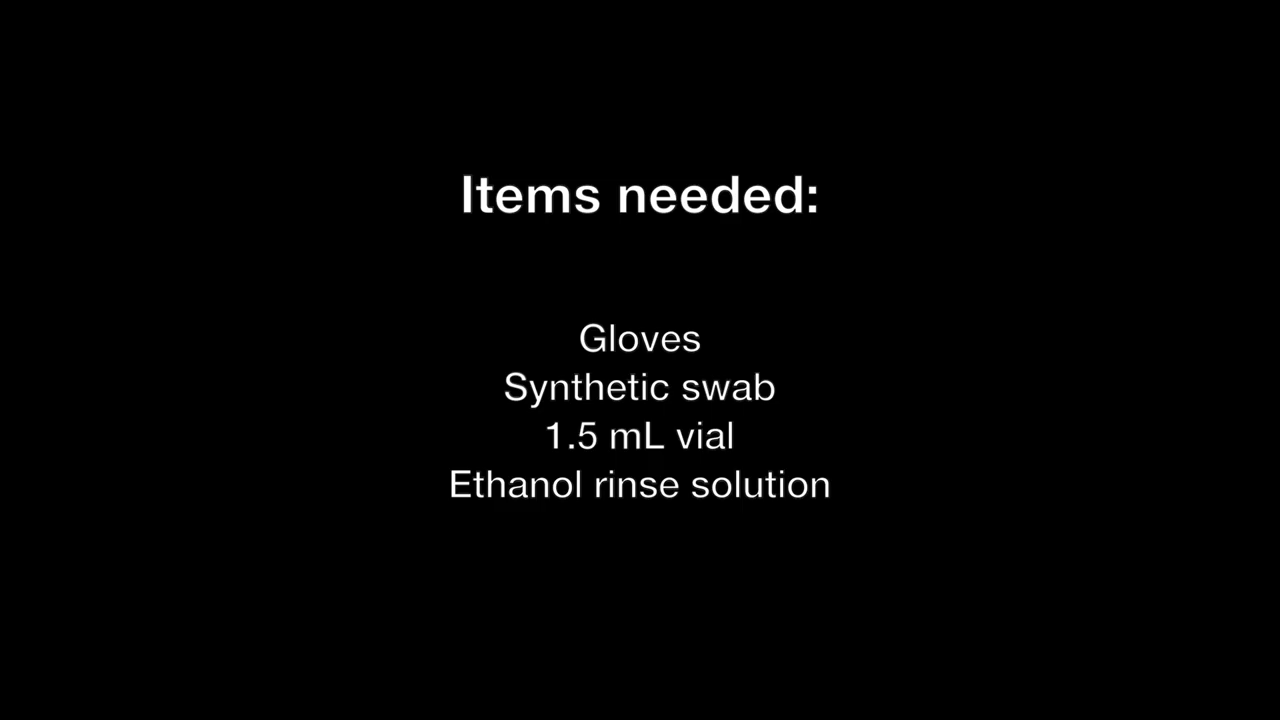 Items needed:
Gloves
Synthetic swab
1.5 mL vial
Ethanol rinse solution